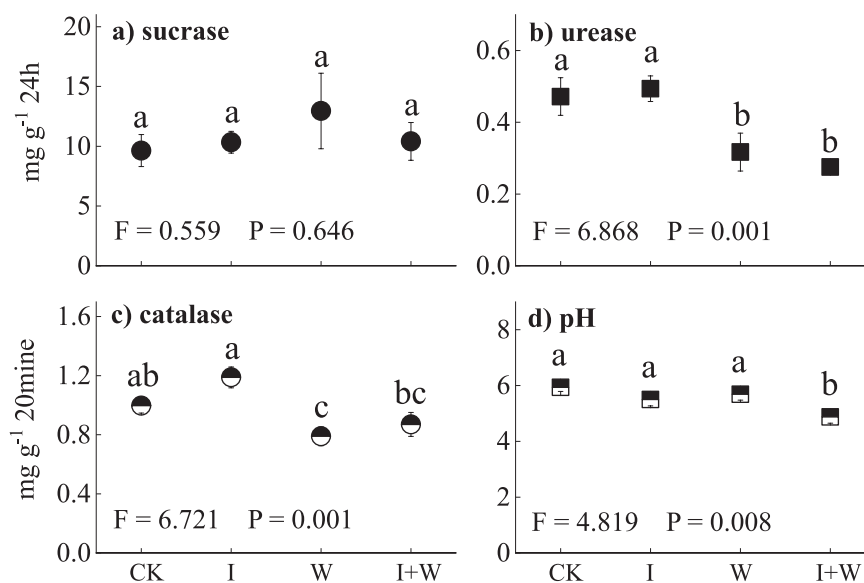 a) sucrase
20
15
10
5
0
mg g⁻¹ 24h
a
a
a
a
F = 0.559 P = 0.646
b) urease
0.6
0.4
0.2
0.0
a
a
b
b
F = 6.868 P = 0.001
c) catalase
1.6
1.2
0.8
0.4
0.0
mg g⁻¹ 20mine
ab
a
c
bc
F = 6.721 P = 0.001
CK I W I+W
d) pH
8
6
4
2
0
a
a
a
b
F = 4.819 P = 0.008
CK I W I+W